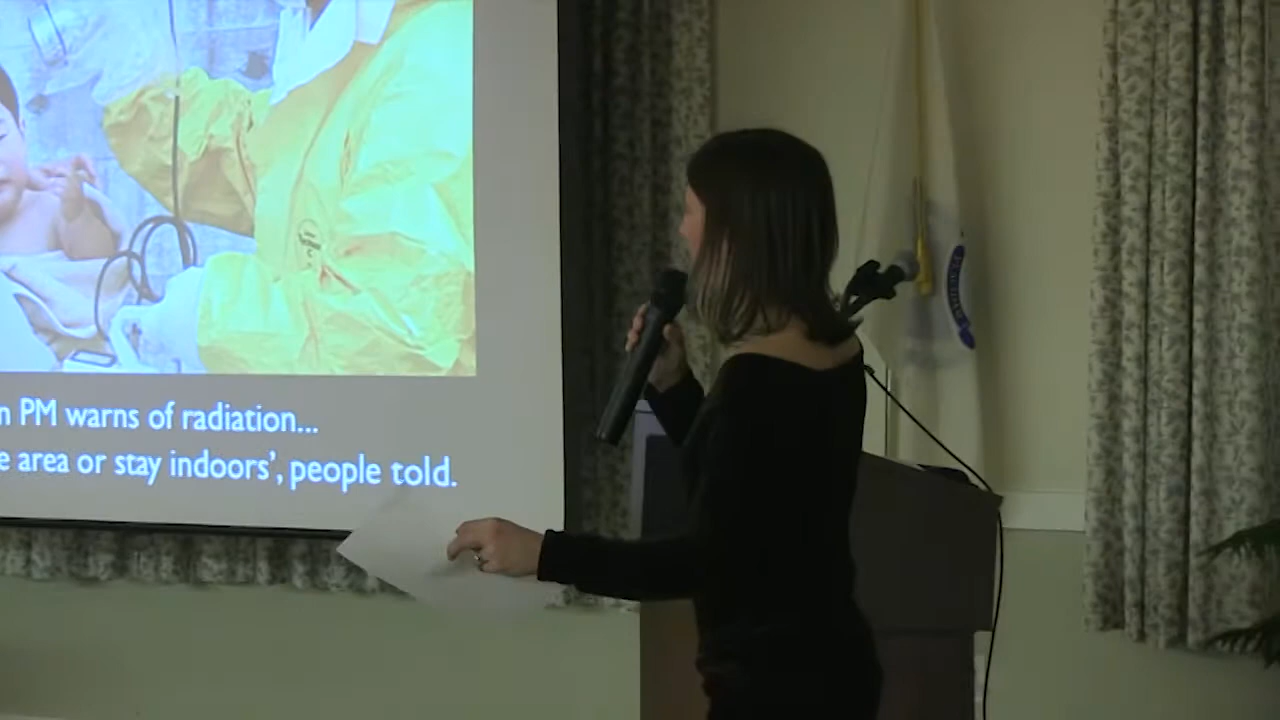 n PM warns of radiation...
e area or stay indoors', people told.